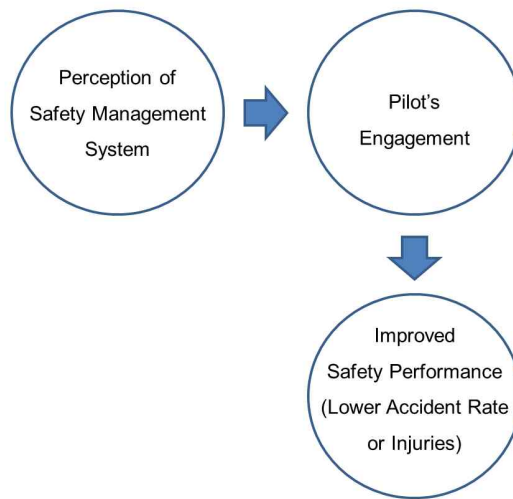 Perception of
Safety Management
System
Pilot's
Engagement
Improved
Safety Performance
(Lower Accident Rate
or Injuries)